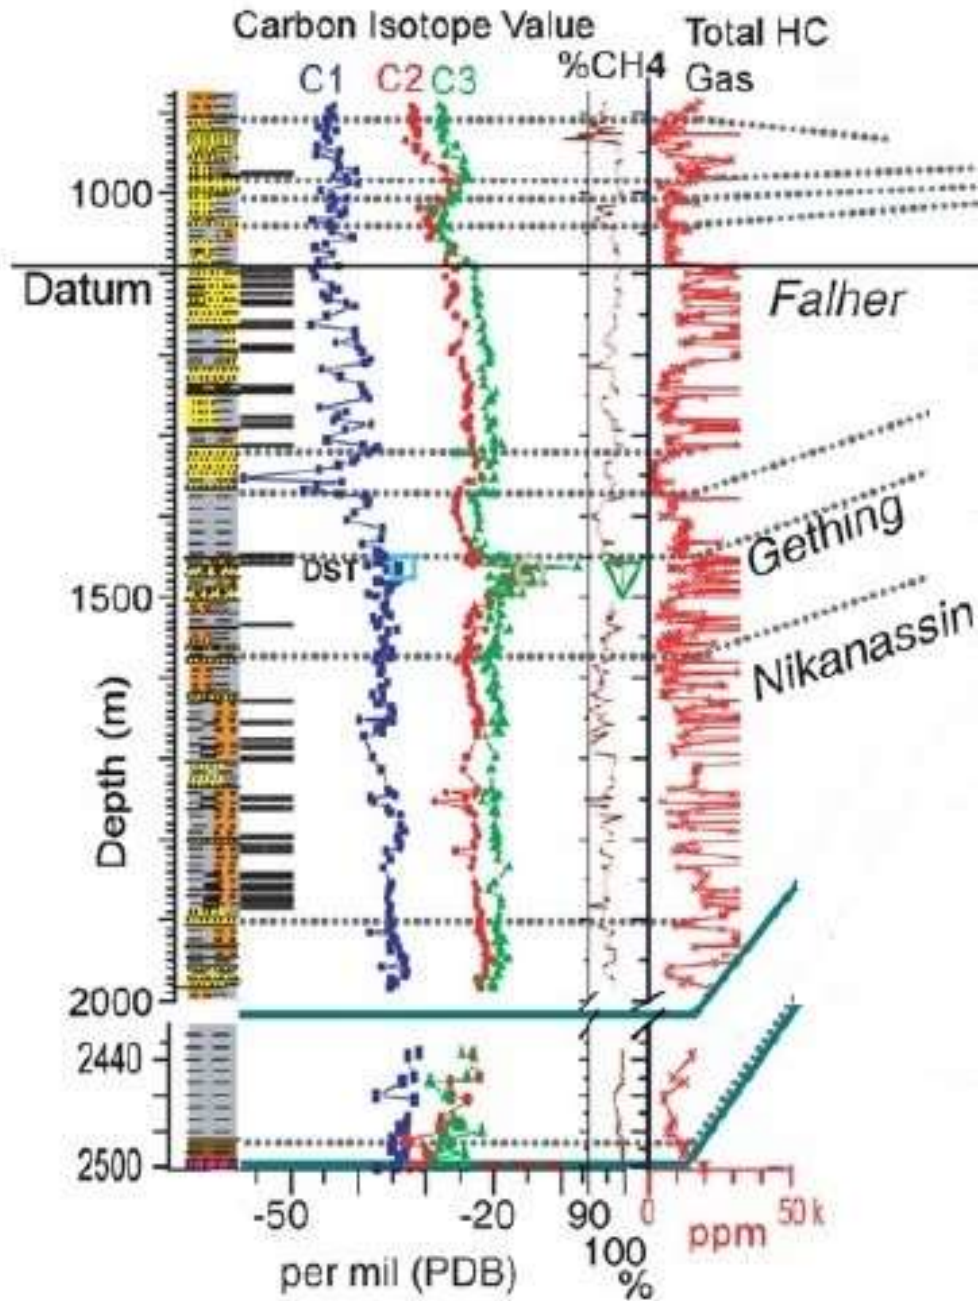 Carbon Isotope Value
Total HC
Gas
%CH4
C1 C2 C3
1000
Datum
Falher
DST
1500
Gething
Nikanassin
Depth (m)
2000
2440
2500
-50 -20 90 0 50 k
100
%
ppm
per mil (PDB)